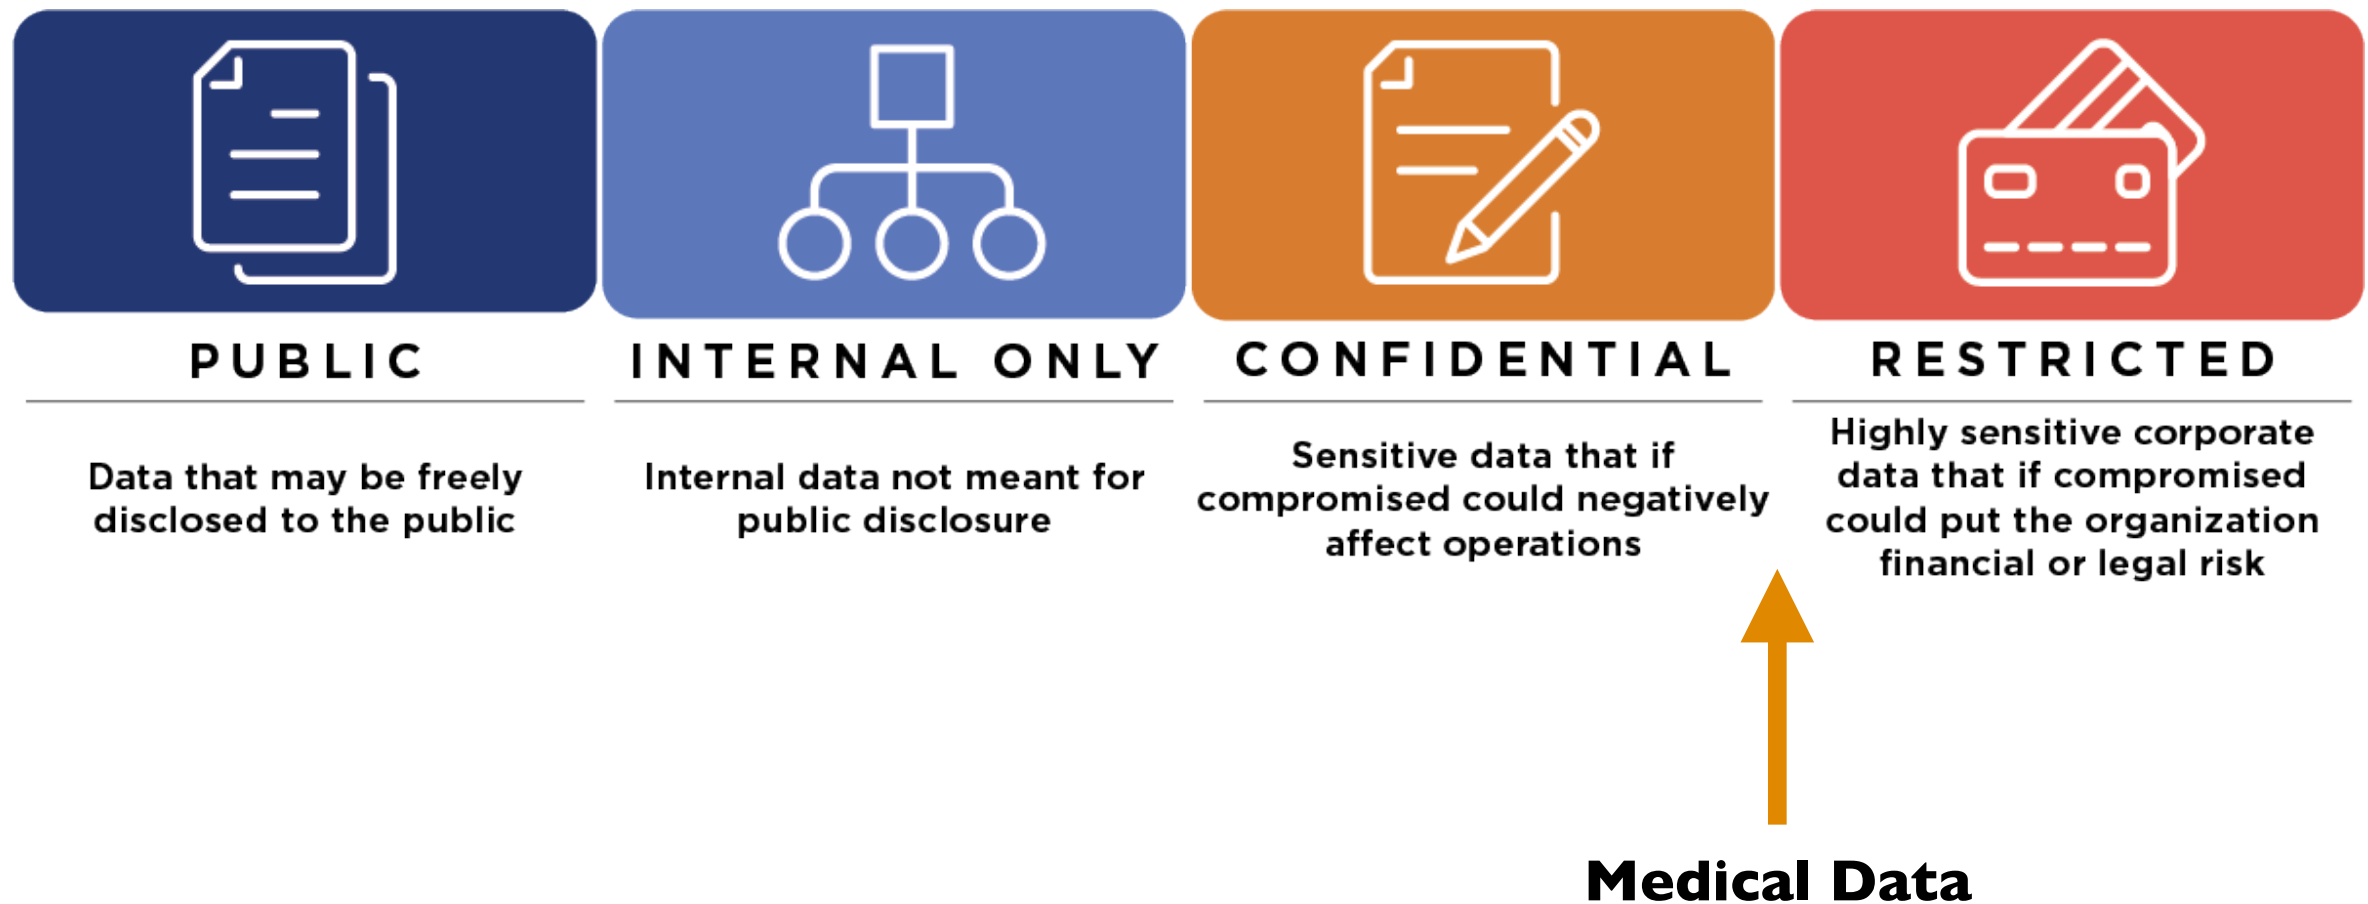 PUBLIC
Data that may be freely
disclosed to the public
INTERNAL ONLY
Internal data not meant for
public disclosure
CONFIDENTIAL
Sensitive data that if
compromised could negatively
affect operations
RESTRICTED
Highly sensitive corporate
data that if compromised
could put the organization
financial or legal risk
Medical Data